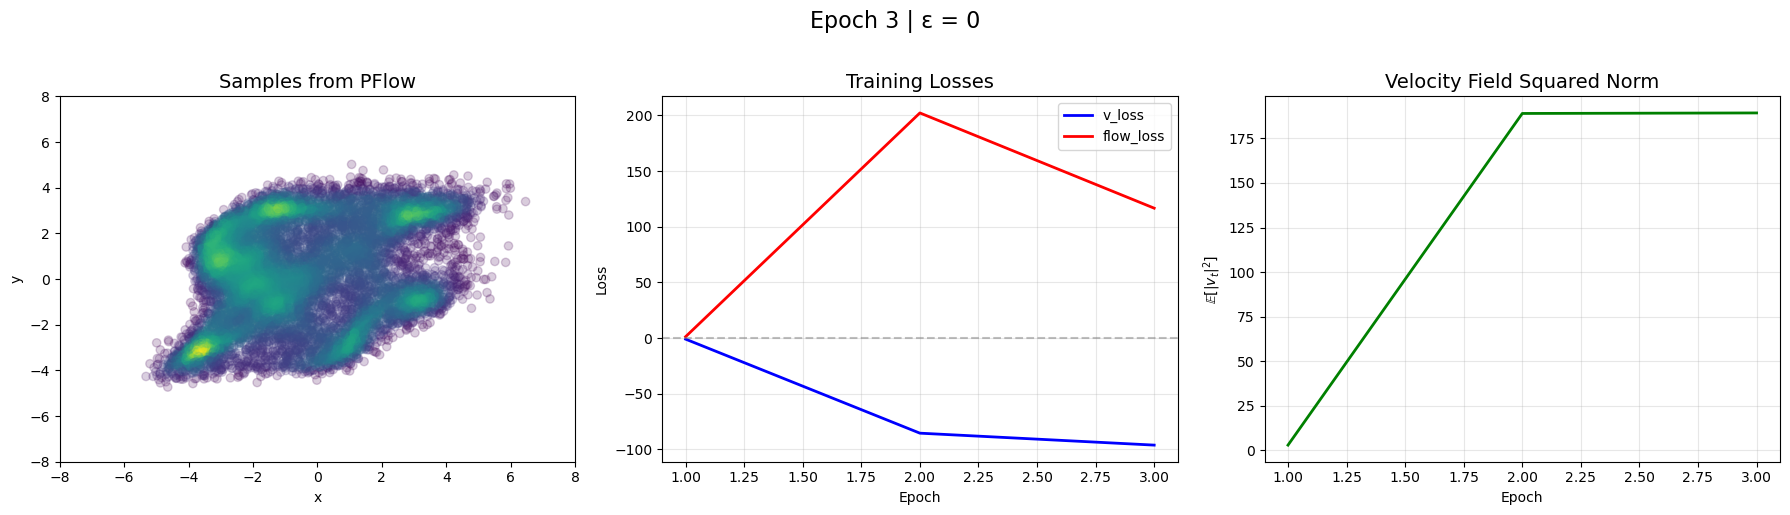 Epoch 3 | ε = 0
Samples from PFlow
8
6
4
2
0
−2
−4
−6
−8
y
−8 −6 −4 −2 0 2 4 6 8
x
Training Losses
v_loss
flow_loss
200
150
100
50
0
−50
−100
Loss
1.00 1.25 1.50 1.75 2.00 2.25 2.50 2.75 3.00
Epoch
Velocity Field Squared Norm
175
150
125
100
75
50
25
0
𝔼[|v_t|^2]
1.00 1.25 1.50 1.75 2.00 2.25 2.50 2.75 3.00
Epoch